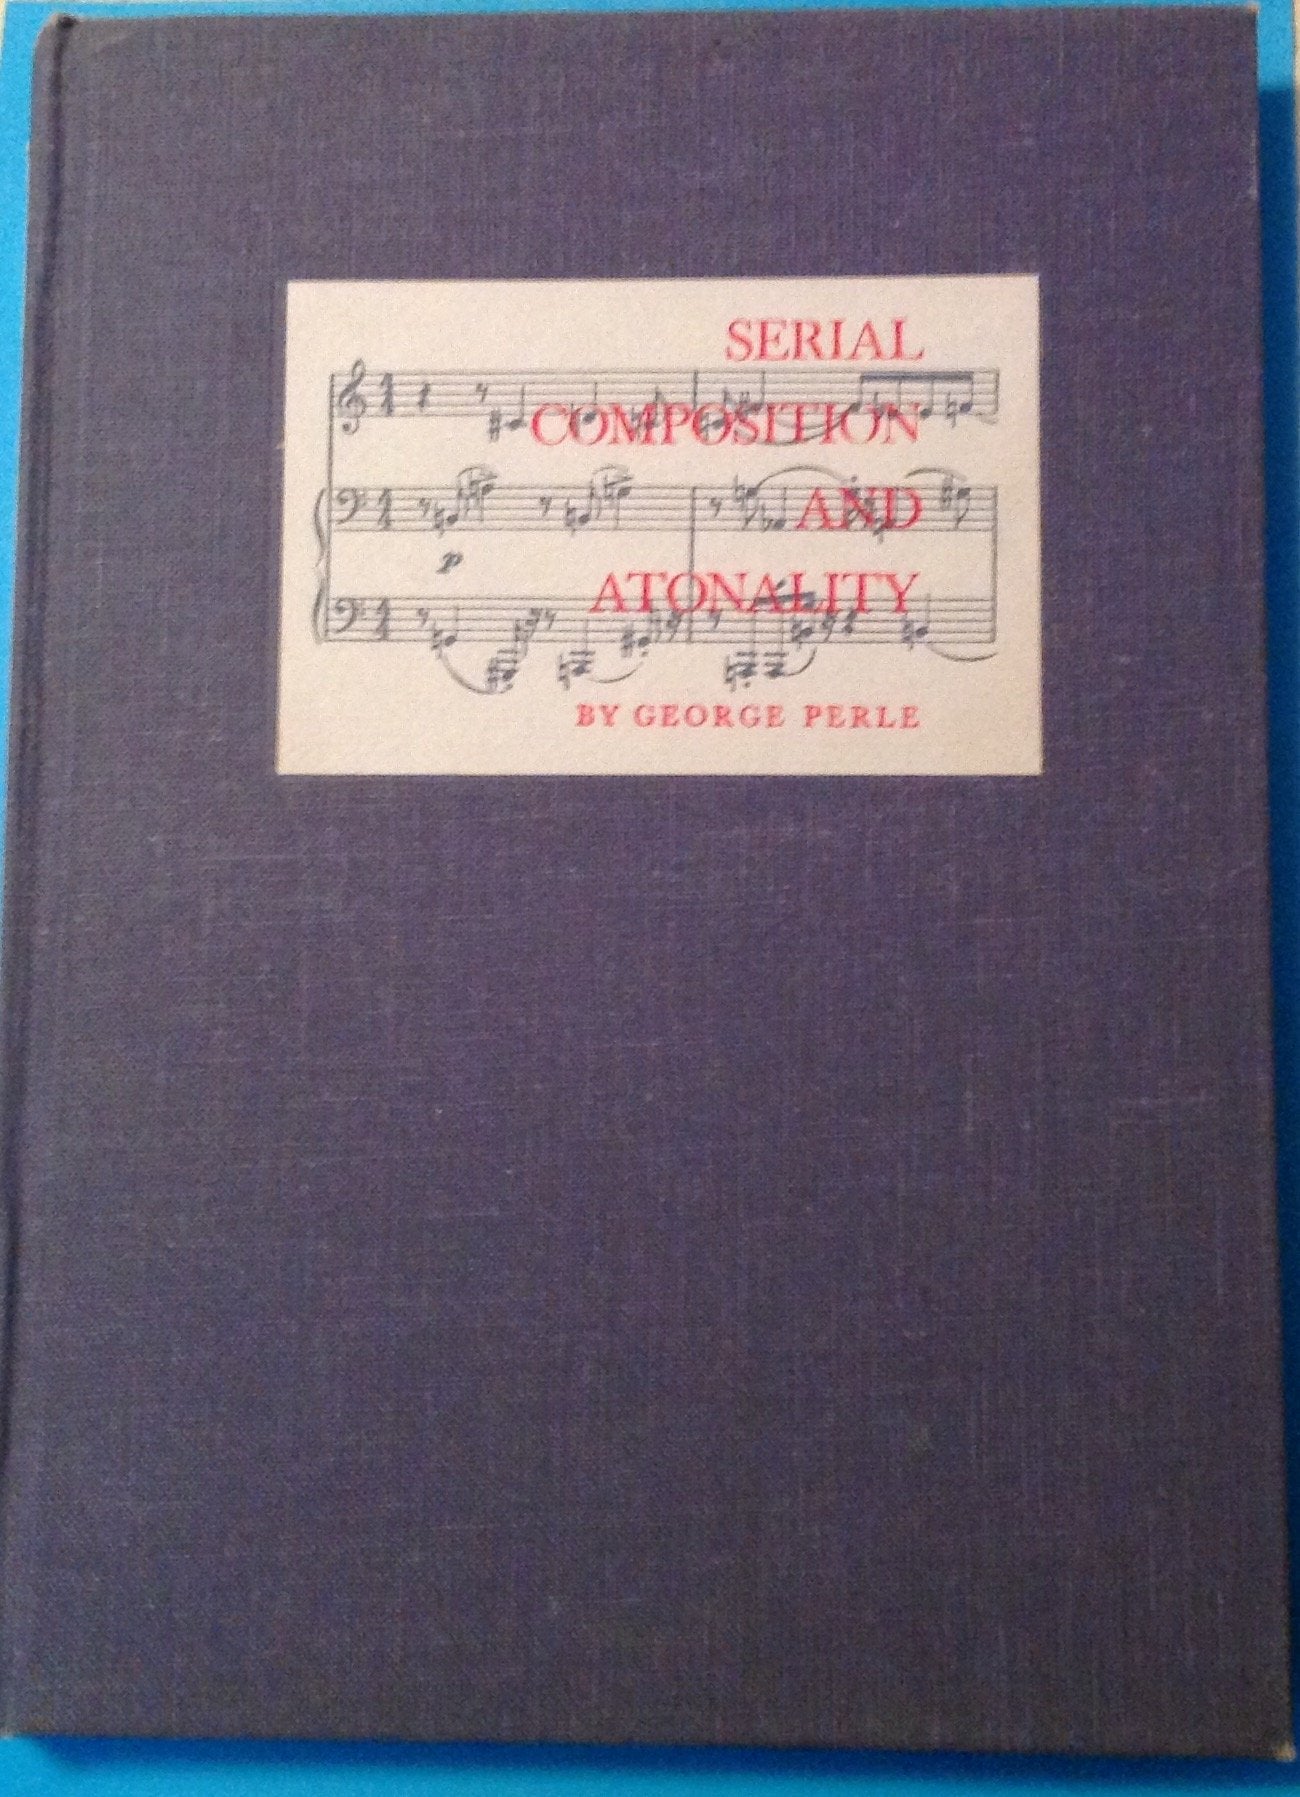 SERIAL
COMPOSITION
AND
ATONALITY
BY GEORGE PERLE